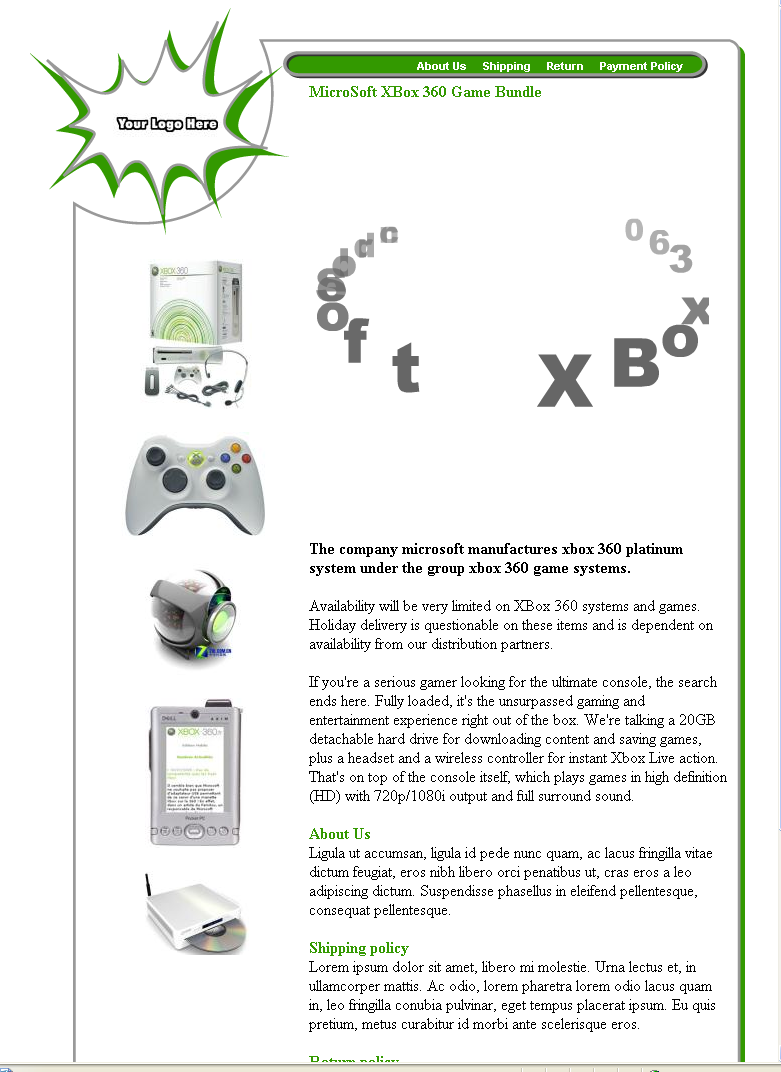 About Us Shipping Return Payment Policy
Your Logo Here
MicroSoft XBox 360 Game Bundle
soft XBox 063
XBOX 360
The company microsoft manufactures xbox 360 platinum
system under the group xbox 360 game systems.
Availability will be very limited on XBox 360 systems and games.
Holiday delivery is questionable on these items and is dependent on
availability from our distribution partners.
If you're a serious gamer looking for the ultimate console, the search
ends here. Fully loaded, it's the unsurpassed gaming and
entertainment experience right out of the box. We're talking a 20GB
detachable hard drive for downloading content and saving games,
plus a headset and a wireless controller for instant Xbox Live action.
That's on top of the console itself, which plays games in high definition
(HD) with 720p/1080i output and full surround sound.
DELL AXIM
XBOX-360
PocketPC
About Us
Ligula ut accumsan, ligula id pede nunc quam, ac lacus fringilla vitae
dictum feugiat, eros nibh libero orci penatibus ut, cras eros a leo
adipiscing dictum. Suspendisse phasellus in eleifend pellentesque,
consequat pellentesque.
Shipping policy
Lorem ipsum dolor sit amet, libero mi molestie. Urna lectus et, in
ullamcorper mattis. Ac odio, lorem pharetra lorem odio lacus quam
in, leo fringilla conubia pulvinar, eget tempus placerat ipsum. Eu quis
pretium, metus curabitur id morbi ante scelerisque eros.
Return policy